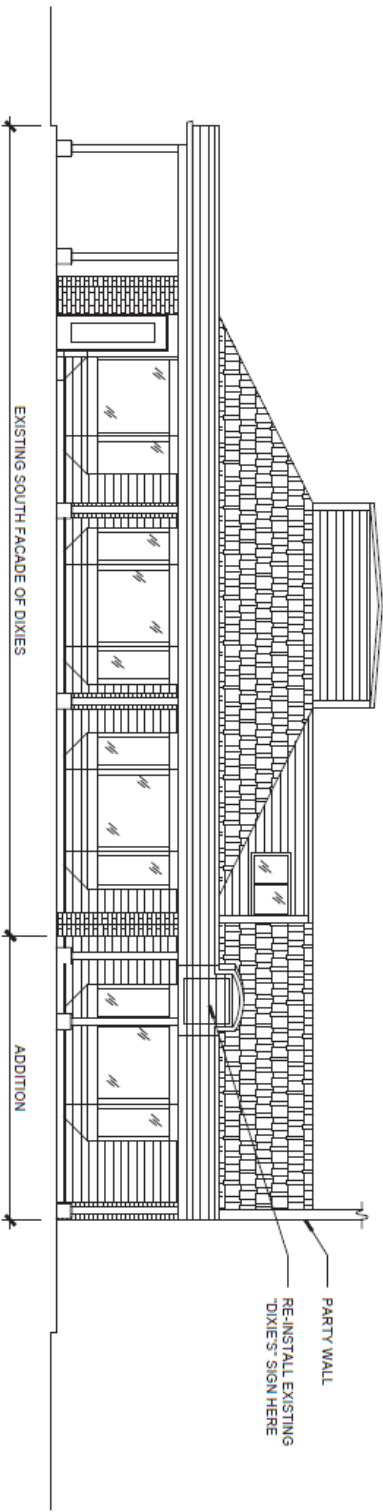 PARTY WALL
RE-INSTALL EXISTING
"DIXIE'S" SIGN HERE
EXISTING SOUTH FACADE OF DIXIES
ADDITION